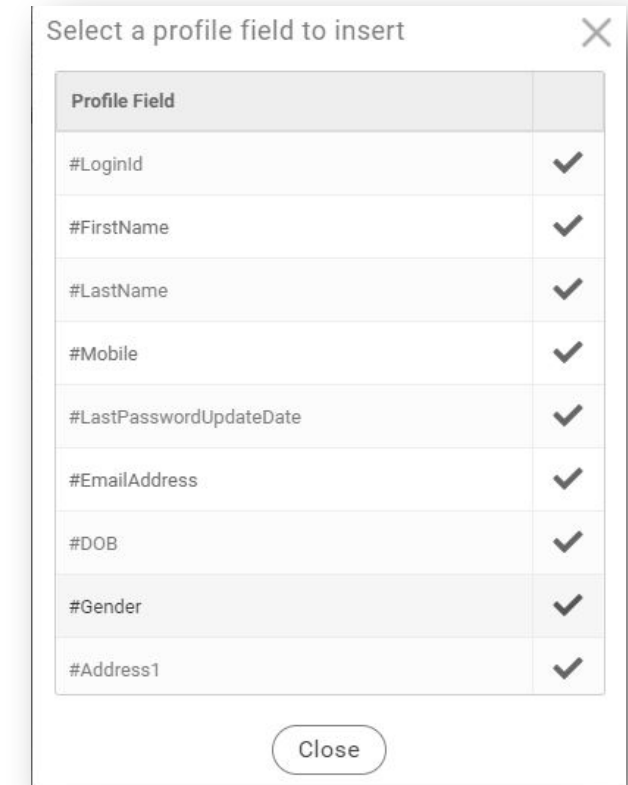 Select a profile field to insert
Profile Field
#LoginId
#FirstName
#LastName
#Mobile
#LastPasswordUpdateDate
#EmailAddress
#DOB
#Gender
#Address1
Close